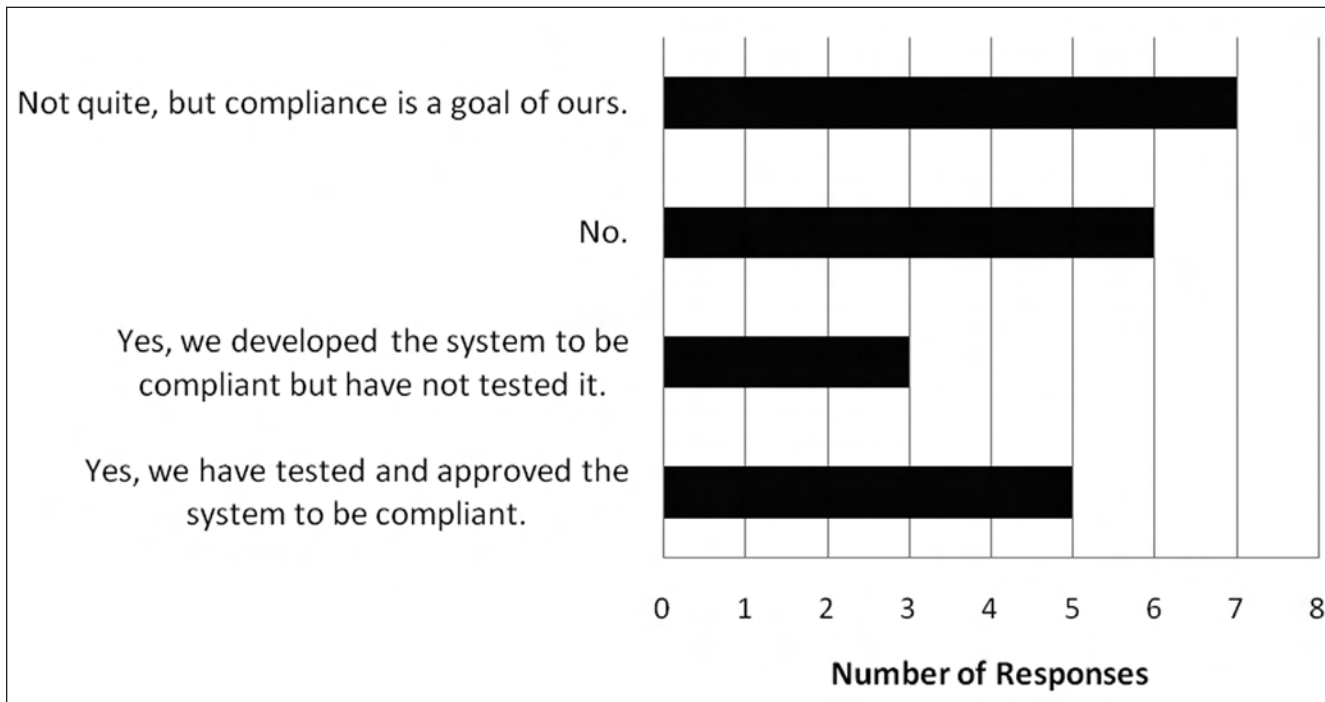 Not quite, but compliance is a goal of ours.
No.
Yes, we developed the system to be
compliant but have not tested it.
Yes, we have tested and approved the
system to be compliant.
0 1 2 3 4 5 6 7 8
Number of Responses